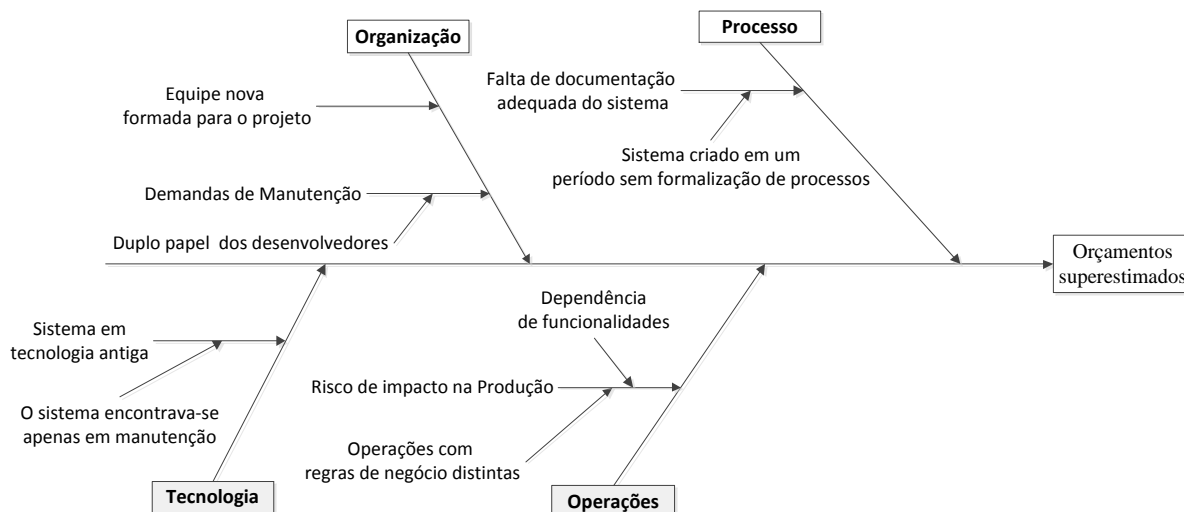 Organização
Processo
Equipe nova
formada para o projeto
Falta de documentação
adequada do sistema
Sistema criado em um
período sem formalização de processos
Demandas de Manutenção
Duplo papel  dos desenvolvedores
Orçamentos
superestimados
Dependência
de funcionalidades
Sistema em
tecnologia antiga
Risco de impacto na Produção
O sistema encontrava-se
apenas em manutenção
Operações com
regras de negócio distintas
Tecnologia
Operações